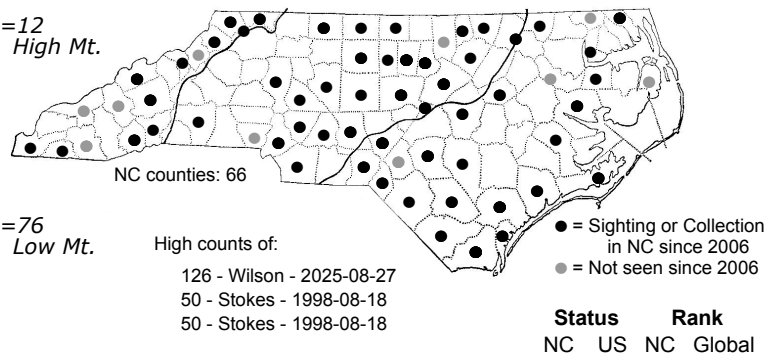 =12
High Mt.
NC counties: 66
=76
Low Mt.
High counts of:
126 - Wilson - 2025-08-27
50 - Stokes - 1998-08-18
50 - Stokes - 1998-08-18
= Sighting or Collection
in NC since 2006
= Not seen since 2006
Status Rank
NC US NC Global